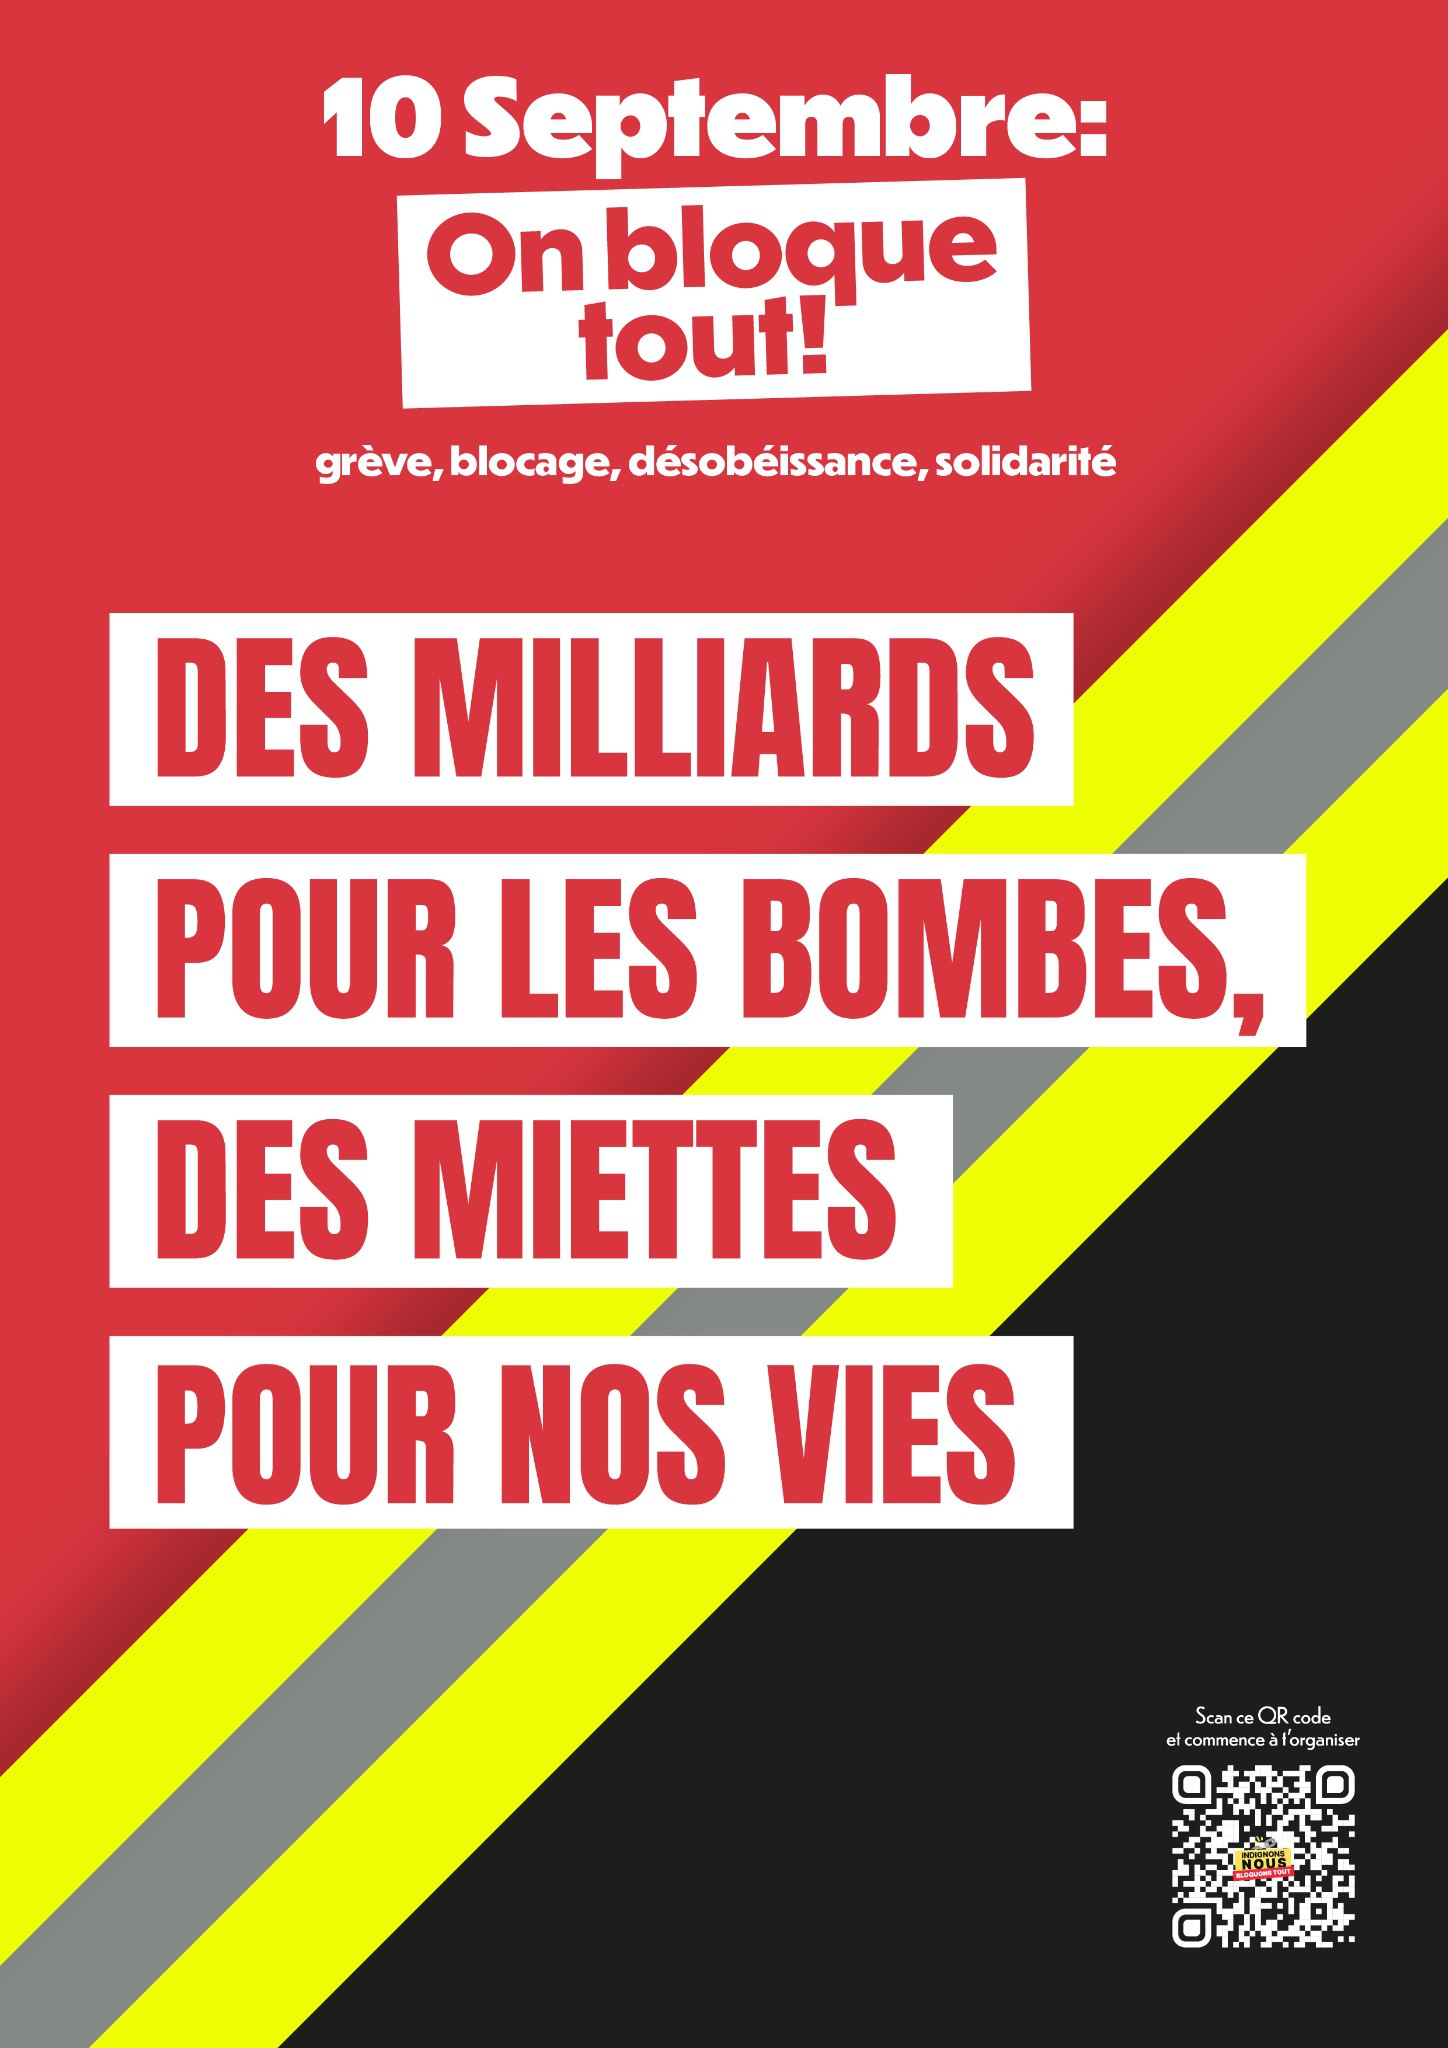 10 Septembre:
On bloque
tout!
grève, blocage, désobéissance, solidarité
DES MILLIARDS
POUR LES BOMBES,
DES MIETTES
POUR NOS VIES
Scan ce QR code
et commence à t'organiser
INDIGNONS
NOUS
BLOQUONS TOUT